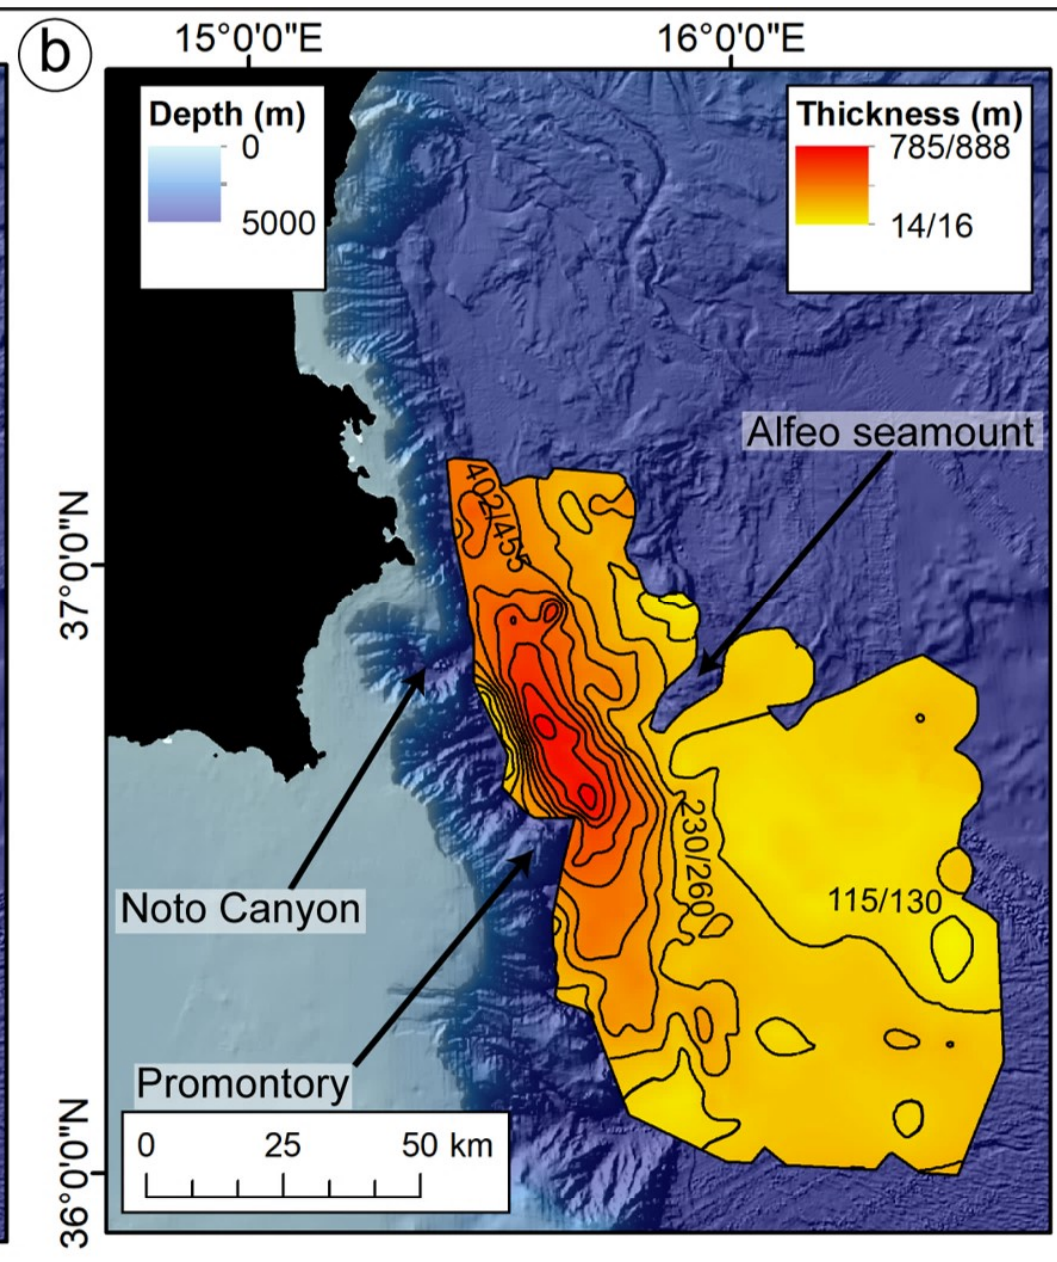 b
15°0'0"E
16°0'0"E
Depth (m)
0
5000
Thickness (m)
785/888
14/16
Alfeo seamount
402/455
37°0'0"N
230/260
115/130
Noto Canyon
Promontory
0
25
50 km
36°0'0"N